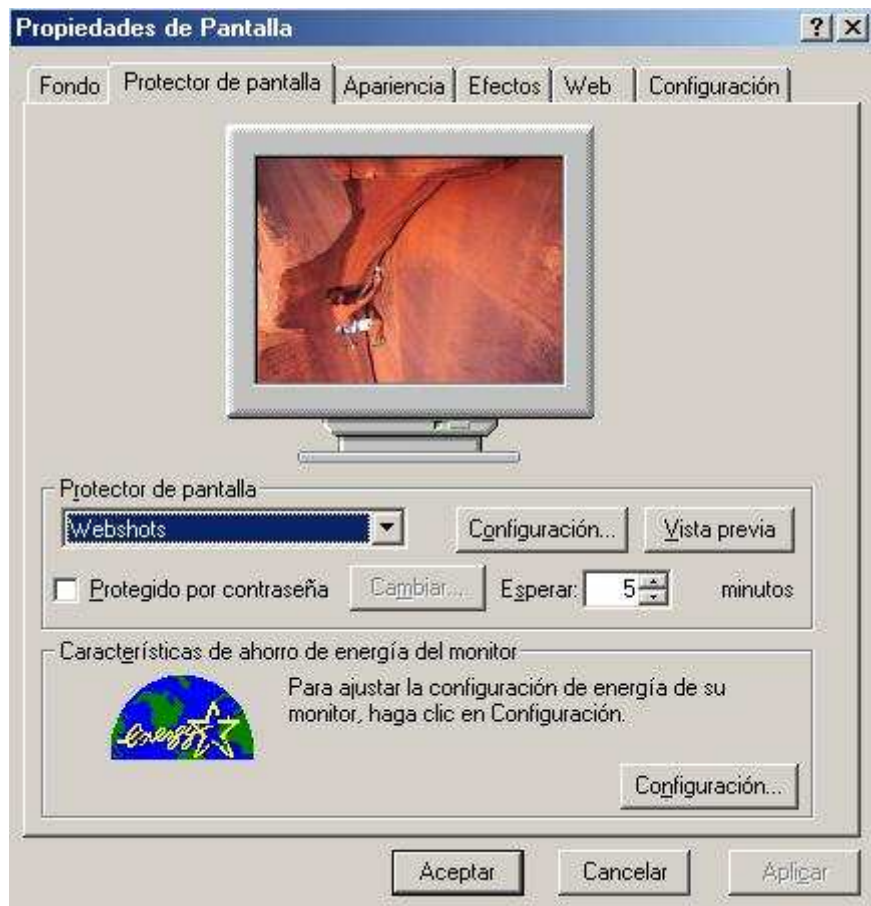 Propiedades de Pantalla
Fondo Protector de pantalla Apariencia Efectos Web Configuración
Protector de pantalla
Webshots Configuración... Vista previa
Protegido por contraseña Cambiar... Esperar: 5 minutos
Características de ahorro de energía del monitor
Para ajustar la configuración de energía de su
monitor, haga clic en Configuración.
energy
Configuración...
Aceptar Cancelar Aplicar